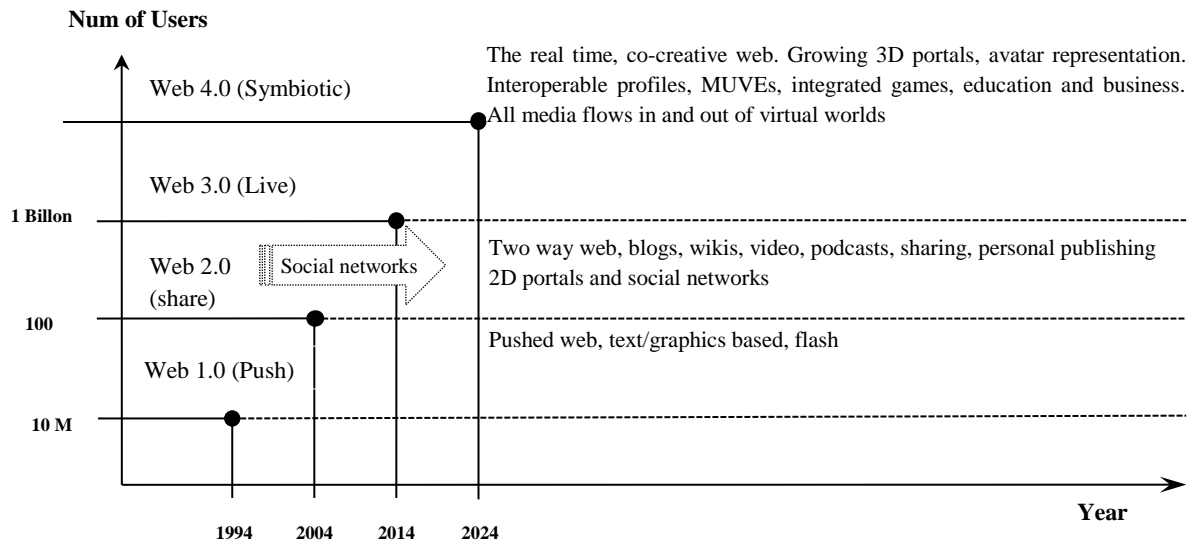 Num of Users
The real time, co-creative web. Growing 3D portals, avatar representation.
Interoperable profiles, MUVEs, integrated games, education and business.
All media flows in and out of virtual worlds
Web 4.0 (Symbiotic)
Web 3.0 (Live)
1 Billon
Two way web, blogs, wikis, video, podcasts, sharing, personal publishing
2D portals and social networks
Social networks
Web 2.0
(share)
100
Pushed web, text/graphics based, flash
Web 1.0 (Push)
10 M
Year
1994
2004
2014
2024